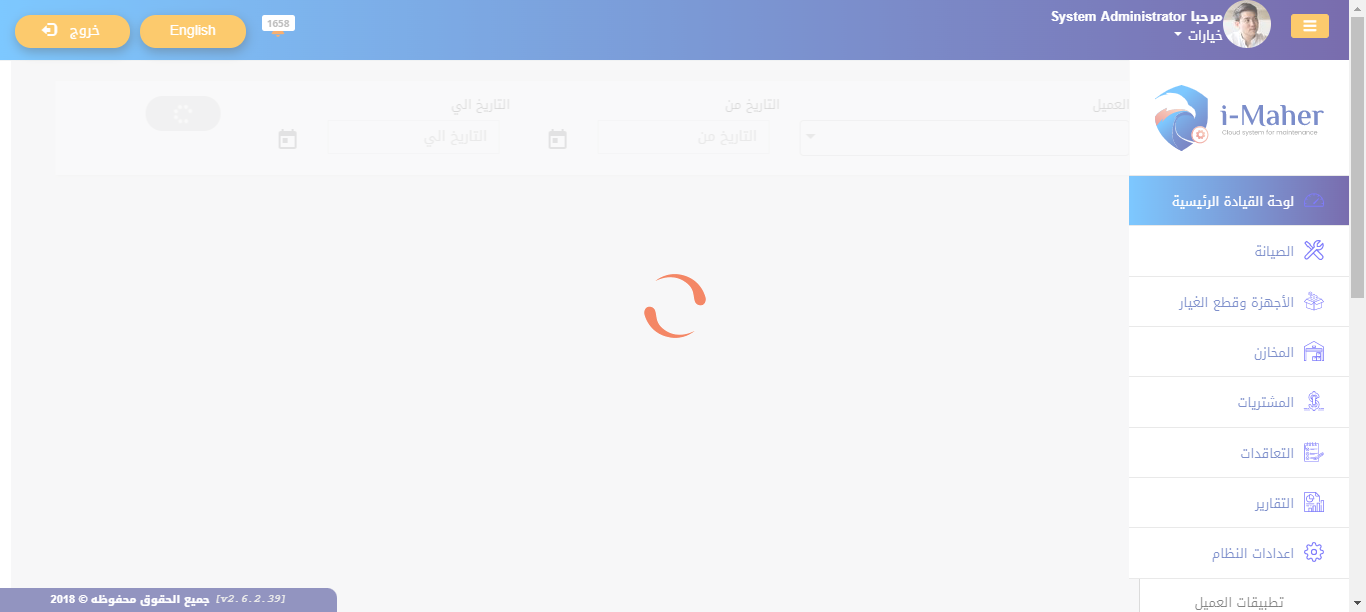 مرحبا System Administrator
خيارات
1658
English
خروج
i-Maher
Cloud system for maintenance
لوحة القيادة الرئيسية
الصيانة
الأجهزة وقطع الغيار
المخازن
المشتريات
التعاقدات
التقارير
اعدادات النظام
تطبيقات العميل
العميل
التاريخ من
التاريخ الي
التاريخ من
التاريخ الي
جميع الحقوق محفوظه © 2018 [v2.6.2.39]